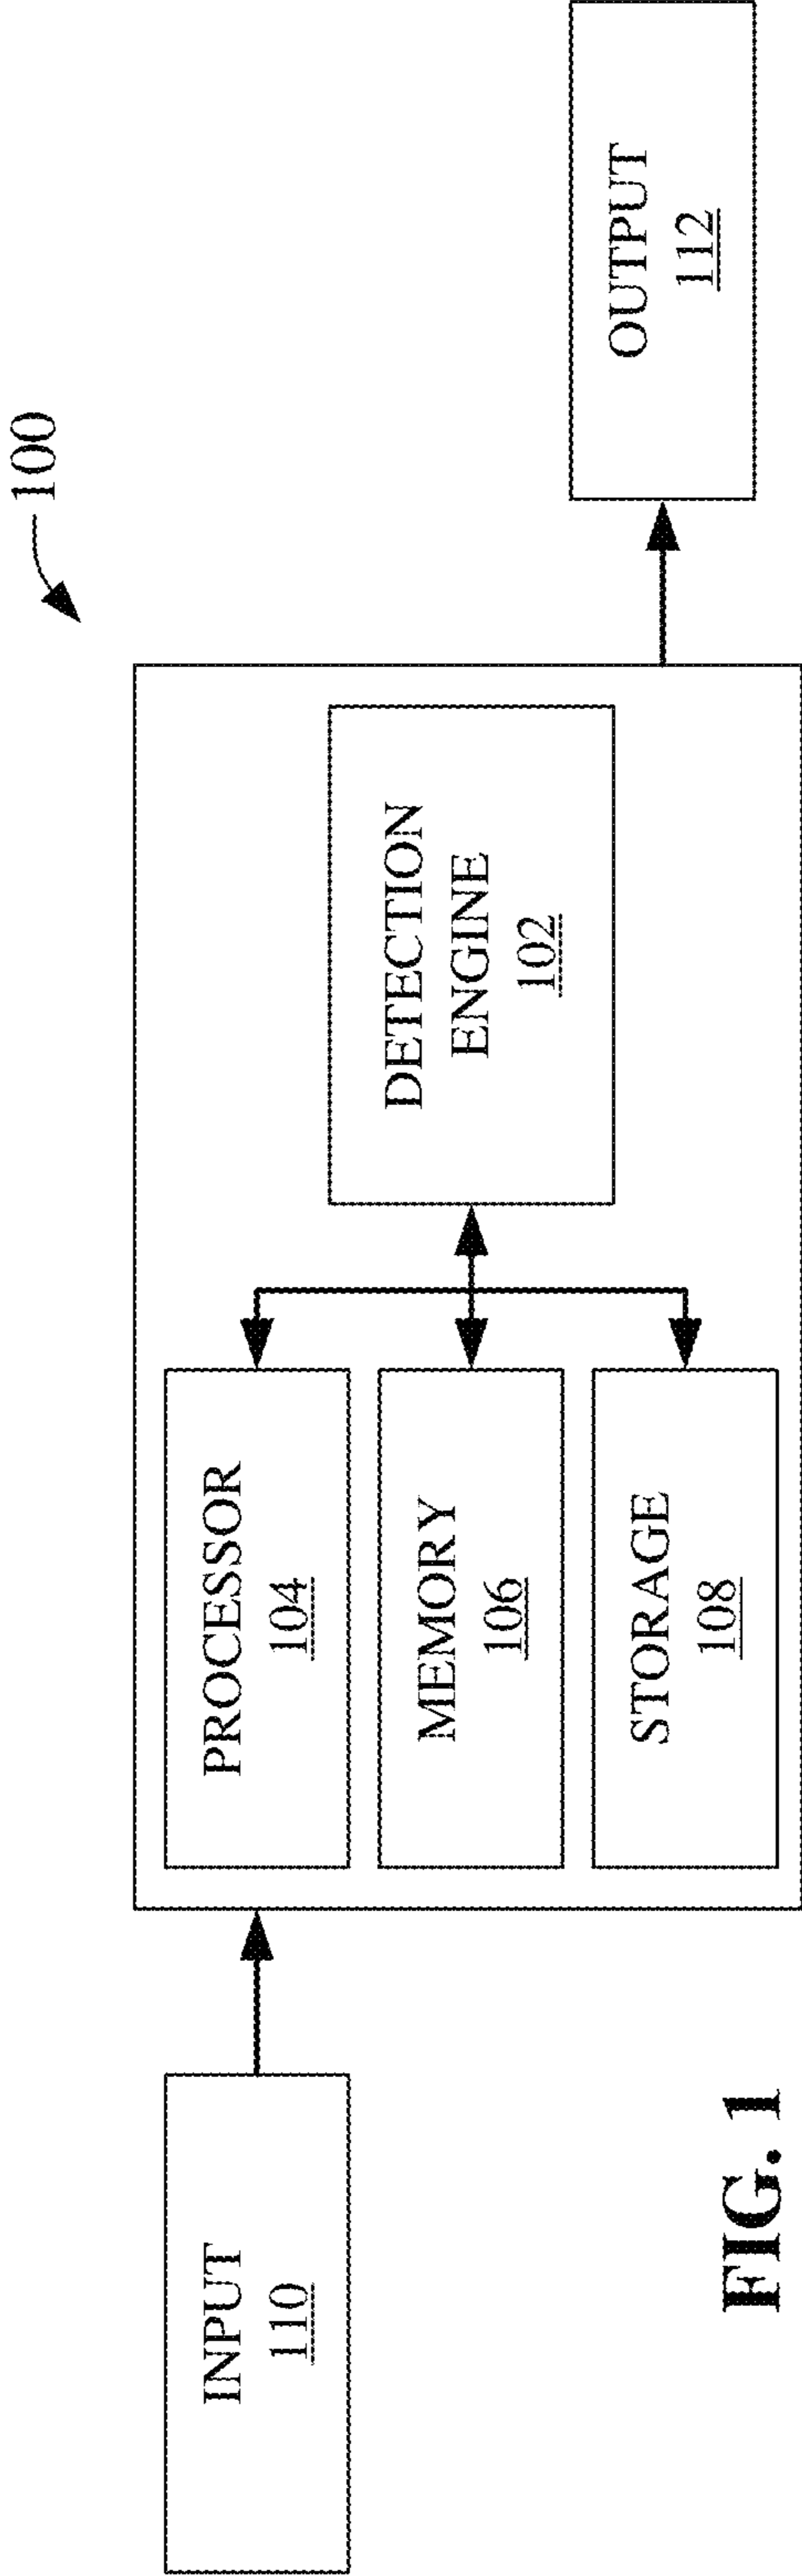 100
INPUT
110
PROCESSOR
104
MEMORY
106
STORAGE
108
DETECTION
ENGINE
102
OUTPUT
112
FIG. 1